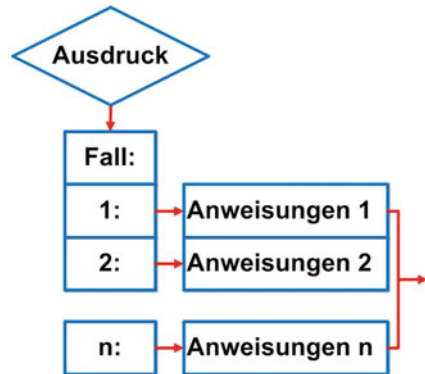 Ausdruck
Fall:
1: Anweisungen 1
2: Anweisungen 2
n: Anweisungen n